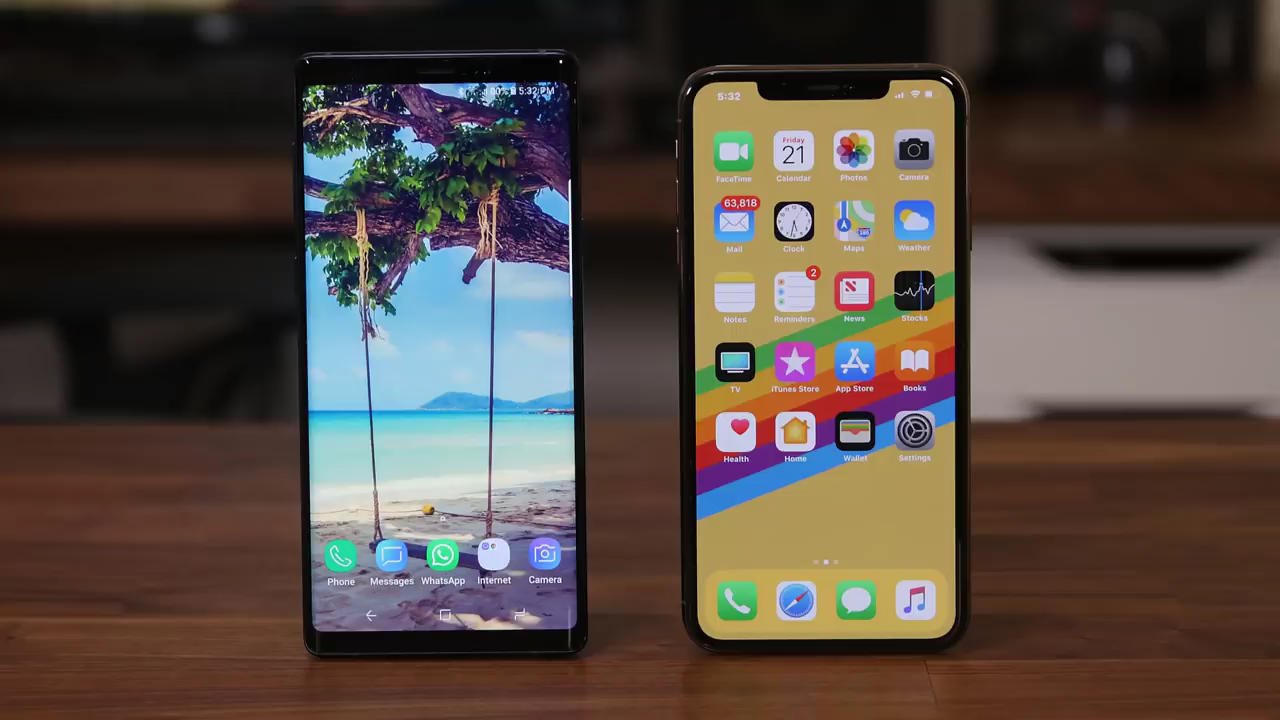 100% 5:32 PM
Phone Messages WhatsApp Internet Camera
5:32
Friday
21
FaceTime Calendar Photos Camera
63,818
Mail Clock Maps Weather
2
Notes Reminders News Stocks
TV iTunes Store App Store Books
Health Home Wallet Settings